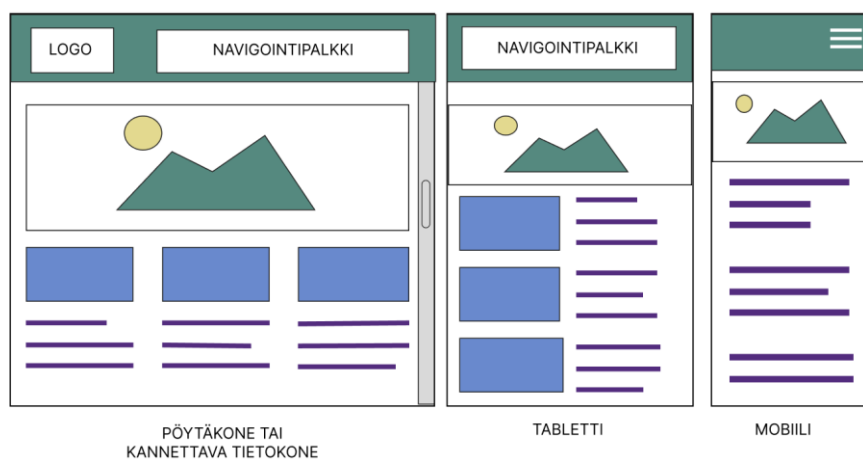 LOGO
NAVIGOINTIPALKKI
NAVIGOINTIPALKKI
PÖYTÄKONE TAI
KANNETTAVA TIETOKONE
TABLETTI
MOBIILI